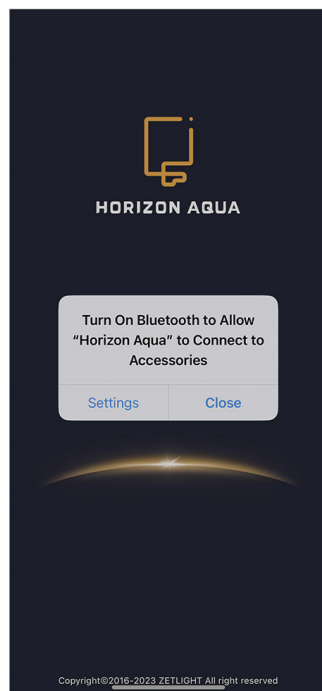 HORIZON AQUA
Turn On Bluetooth to Allow
“Horizon Aqua” to Connect to
Accessories
Settings
Close
Copyright©2016-2023 ZETLIGHT All right reserved